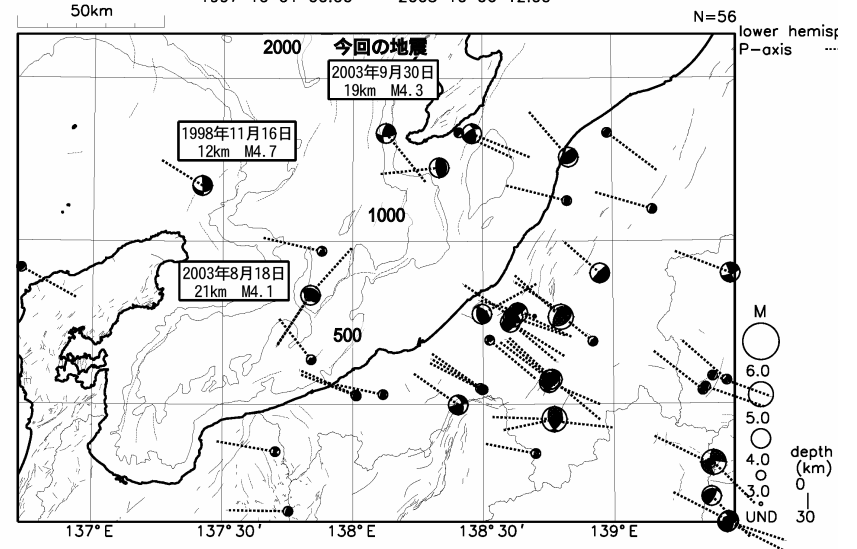 50km
N=56
lower hemisp
P-axis
2000
今回の地震
2003年9月30日
19km M4.3
1998年11月16日
12km M4.7
1000
2003年8月18日
21km M4.1
500
M
6.0
5.0
4.0
3.0
UND
depth
(km)
0
30
137°E
137°30′
138°E
138°30′
139°E